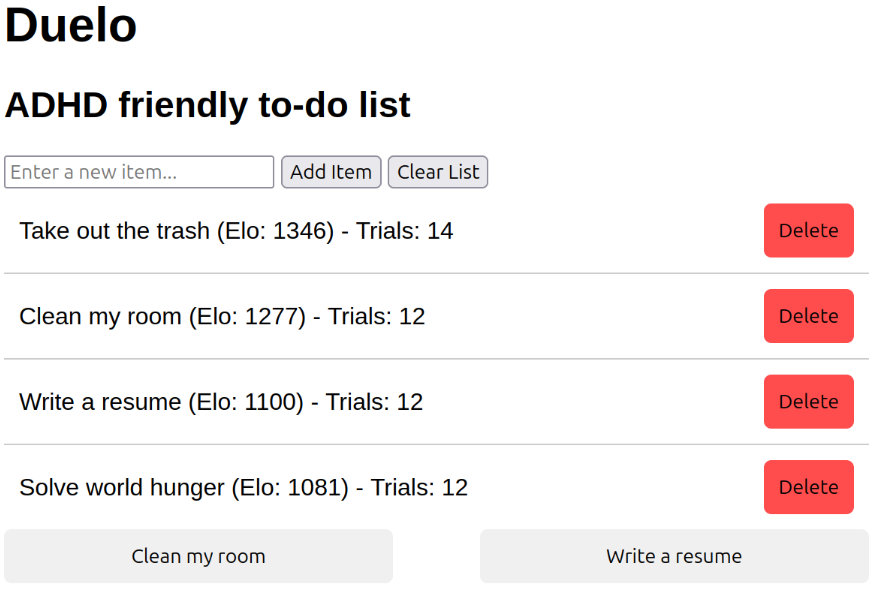 Duelo
ADHD friendly to-do list
Enter a new item... Add Item Clear List
Take out the trash (Elo: 1346) - Trials: 14 Delete
Clean my room (Elo: 1277) - Trials: 12 Delete
Write a resume (Elo: 1100) - Trials: 12 Delete
Solve world hunger (Elo: 1081) - Trials: 12 Delete
Clean my room Write a resume